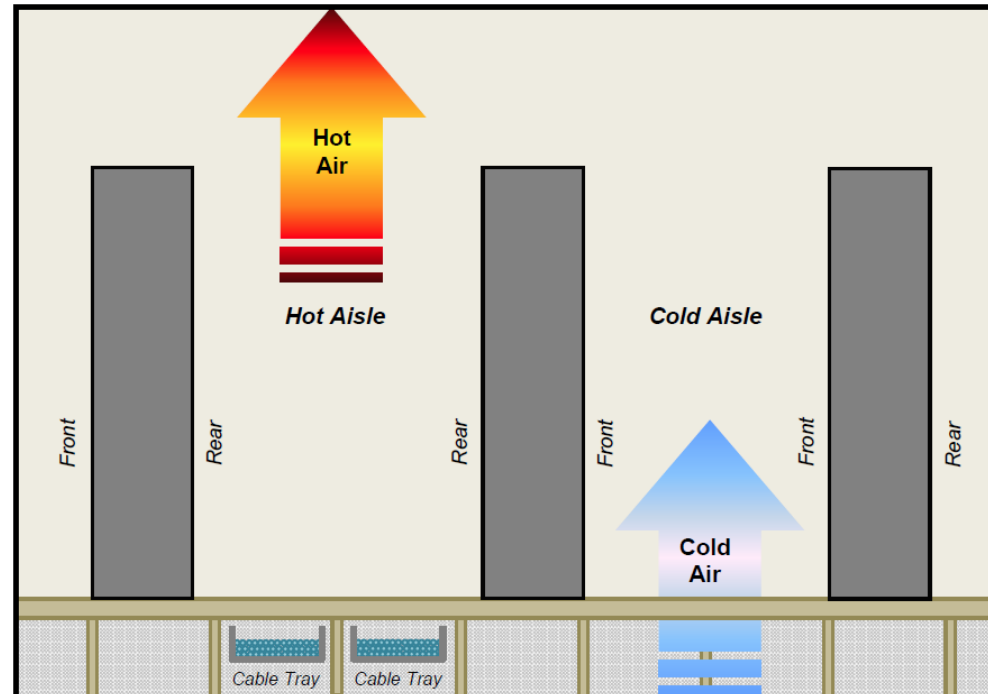 Hot
Air
Hot Aisle
Cold Aisle
Front
Rear
Rear
Front
Front
Rear
Cold
Air
Cable Tray
Cable Tray